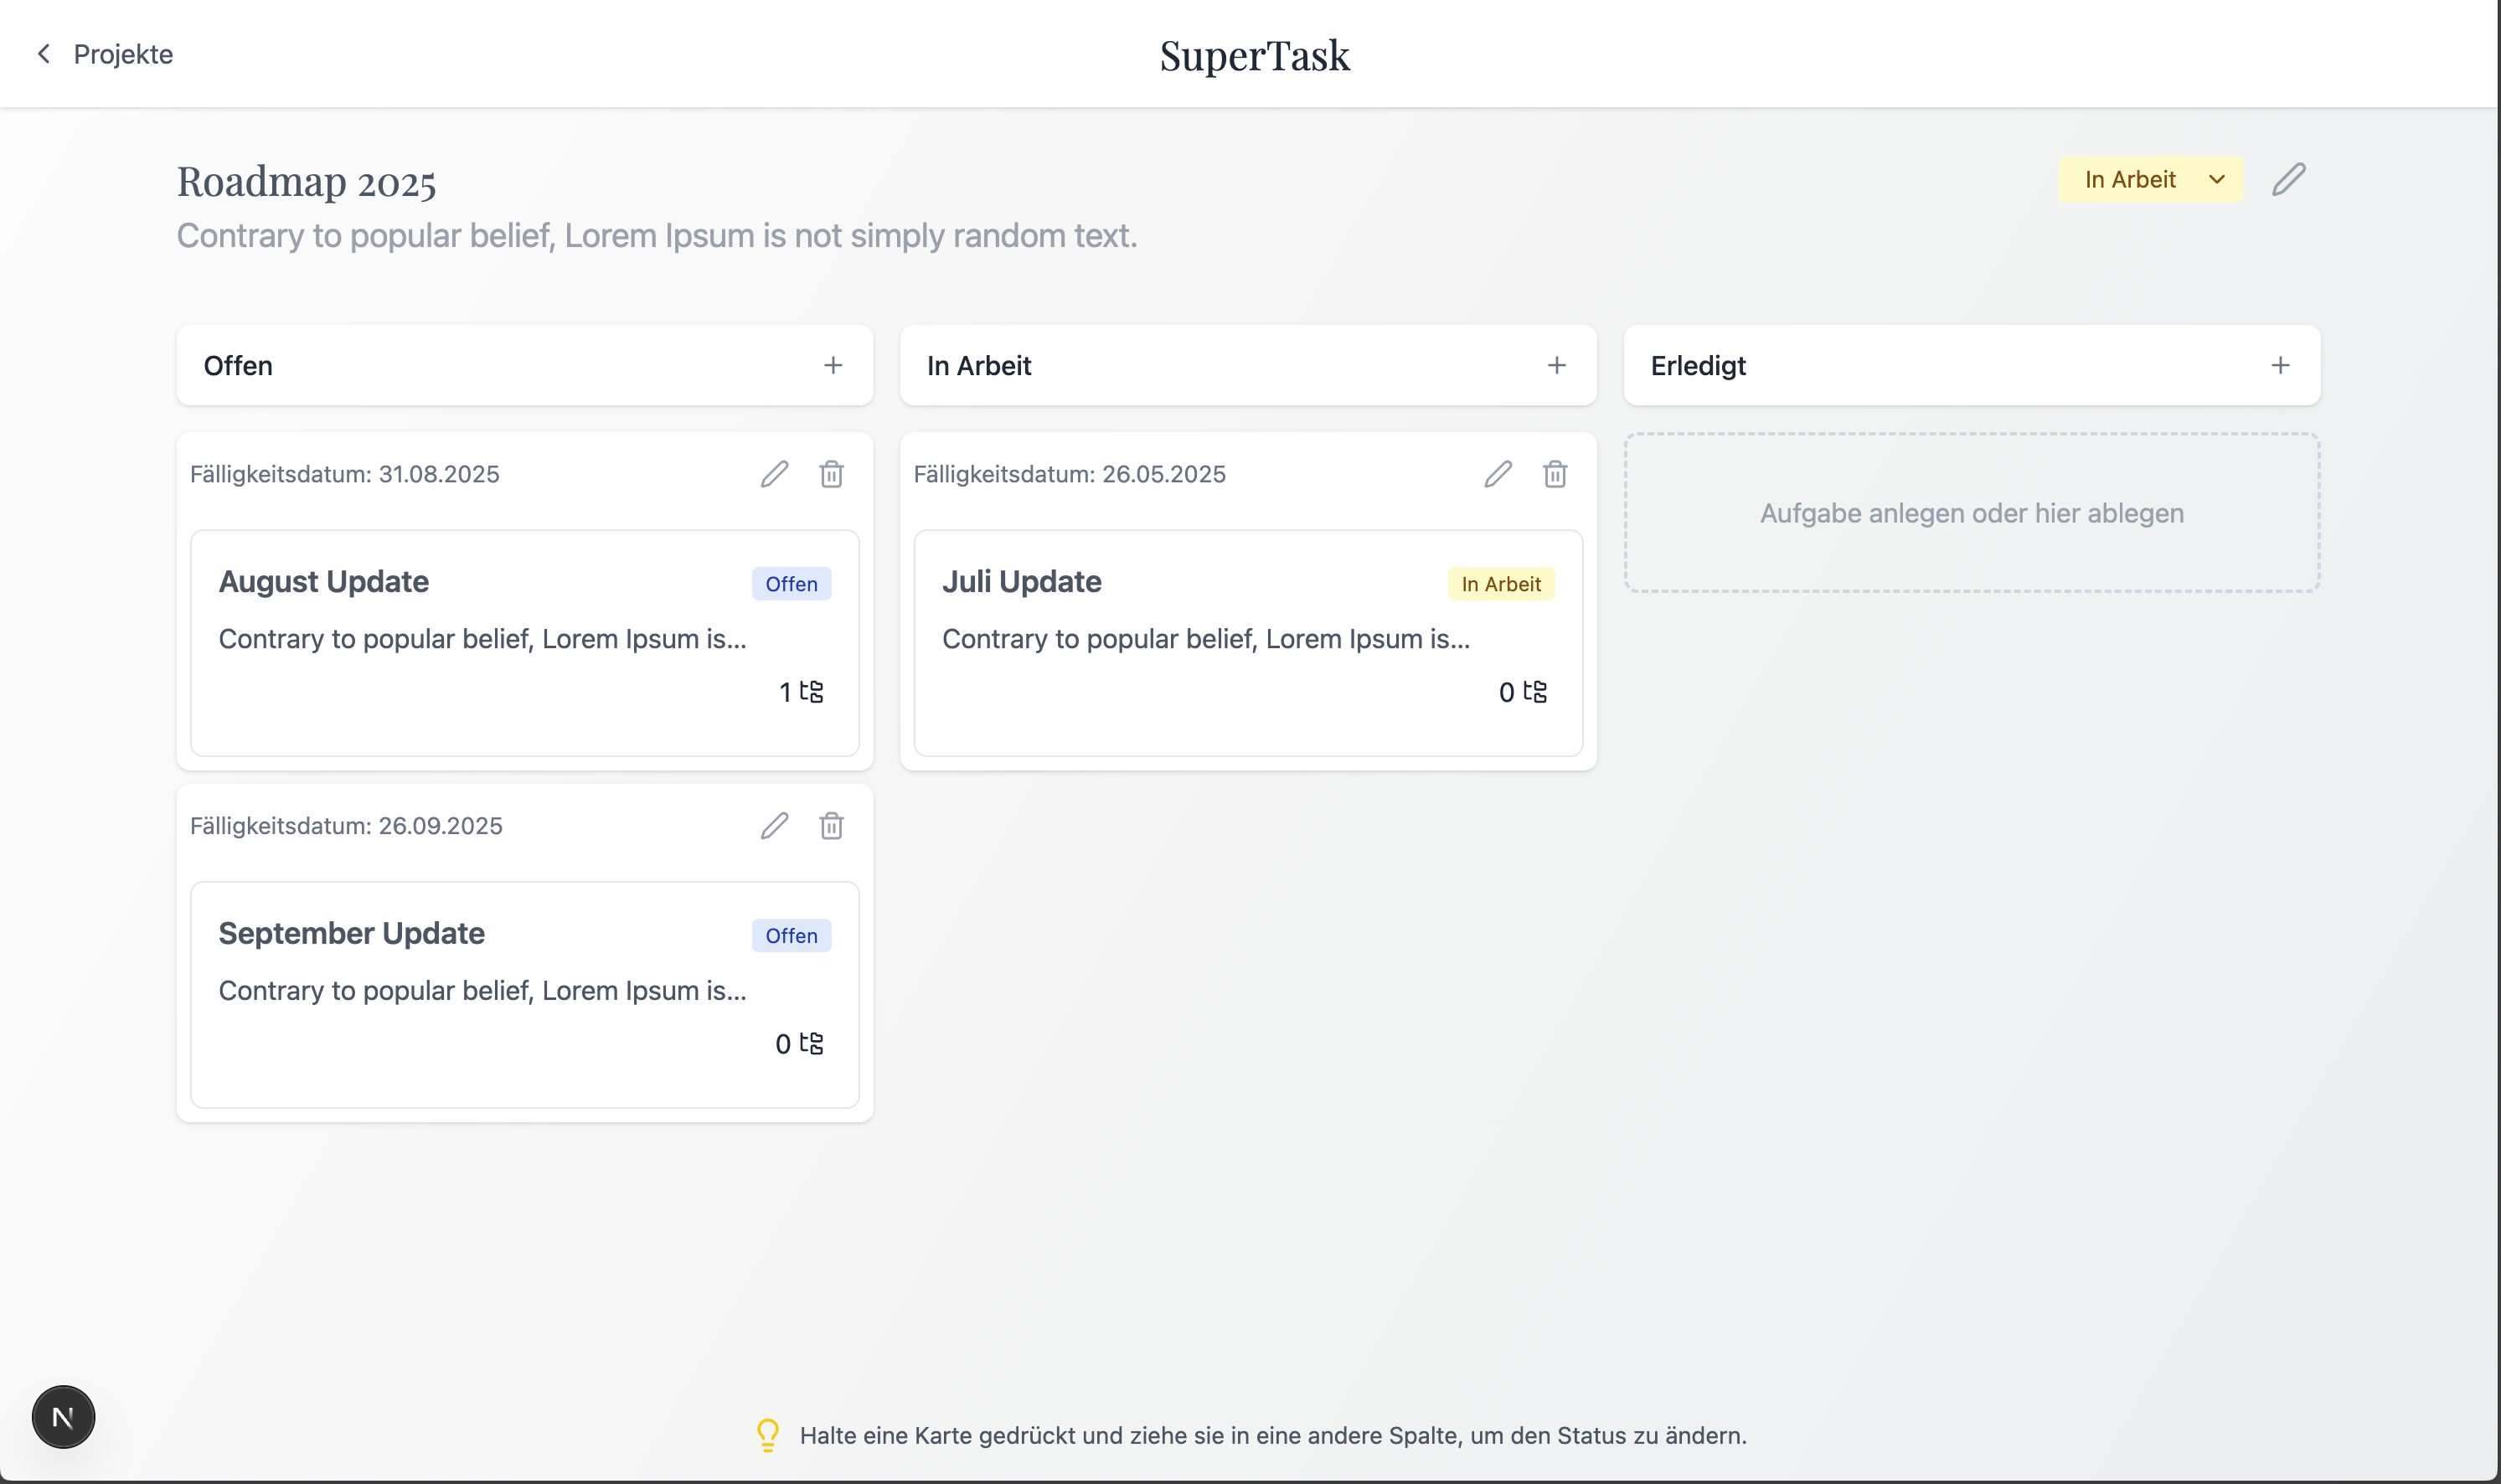 Projekte
SuperTask
Roadmap 2025
In Arbeit
Contrary to popular belief, Lorem Ipsum is not simply random text.
Offen
In Arbeit
Erledigt
Fälligkeitsdatum: 31.08.2025
August Update
Offen
Contrary to popular belief, Lorem Ipsum is...
1
Fälligkeitsdatum: 26.09.2025
September Update
Offen
Contrary to popular belief, Lorem Ipsum is...
0
Fälligkeitsdatum: 26.05.2025
Juli Update
In Arbeit
Contrary to popular belief, Lorem Ipsum is...
0
Aufgabe anlegen oder hier ablegen
N
Halte eine Karte gedrückt und ziehe sie in eine andere Spalte, um den Status zu ändern.